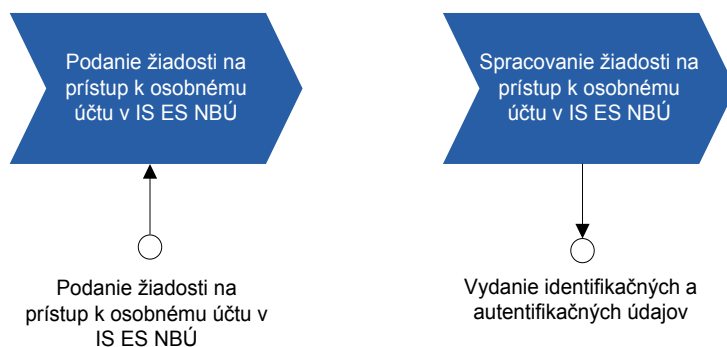 Podanie žiadosti na
prístup k osobnému
účtu v IS ES NBÚ
Spracovanie žiadosti na
prístup k osobnému
účtu v IS ES NBÚ
Podanie žiadosti na
prístup k osobnému účtu v
IS ES NBÚ
Vydanie identifikačných a
autentifikačných údajov